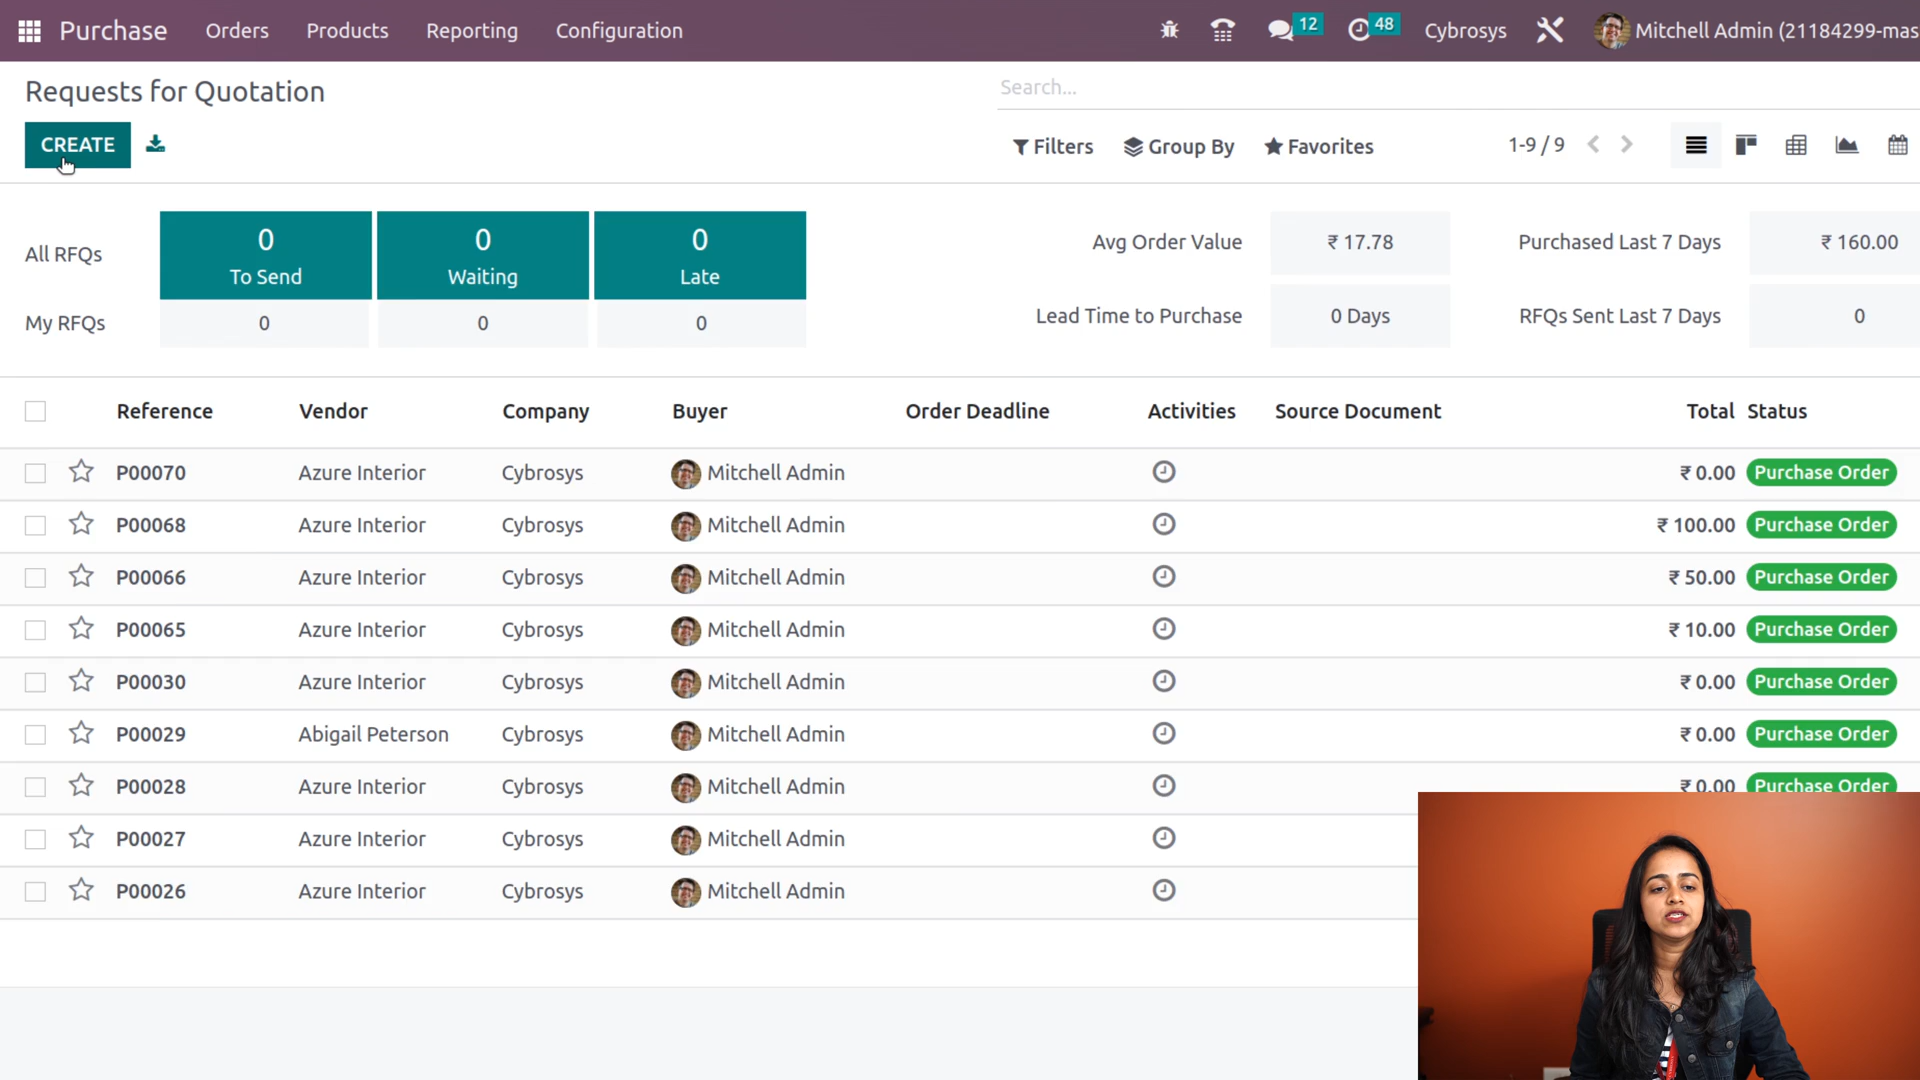 Purchase Orders Products Reporting Configuration 12 48 Cybrosys Mitchell Admin (21184299-mas
Requests for Quotation
Search...
CREATE
Filters Group By Favorites 1-9 / 9
All RFQs
0 To Send
0 Waiting
0 Late
Avg Order Value ₹ 17.78 Purchased Last 7 Days ₹ 160.00
My RFQs 0 0 0
Lead Time to Purchase 0 Days RFQs Sent Last 7 Days 0
Reference Vendor Company Buyer Order Deadline Activities Source Document Total Status
P00070 Azure Interior Cybrosys Mitchell Admin ₹ 0.00 Purchase Order
P00068 Azure Interior Cybrosys Mitchell Admin ₹ 100.00 Purchase Order
P00066 Azure Interior Cybrosys Mitchell Admin ₹ 50.00 Purchase Order
P00065 Azure Interior Cybrosys Mitchell Admin ₹ 10.00 Purchase Order
P00030 Azure Interior Cybrosys Mitchell Admin ₹ 0.00 Purchase Order
P00029 Abigail Peterson Cybrosys Mitchell Admin ₹ 0.00 Purchase Order
P00028 Azure Interior Cybrosys Mitchell Admin ₹ 0.00 Purchase Order
P00027 Azure Interior Cybrosys Mitchell Admin
P00026 Azure Interior Cybrosys Mitchell Admin